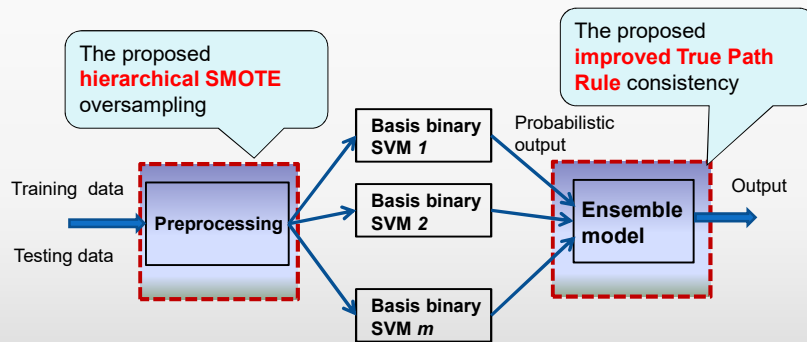 The proposed
hierarchical SMOTE
oversampling
The proposed
improved True Path
Rule consistency
Training data
Testing data
Preprocessing
Basis binary
SVM 1
Basis binary
SVM 2
Basis binary
SVM m
Probabilistic
output
Ensemble
model
Output